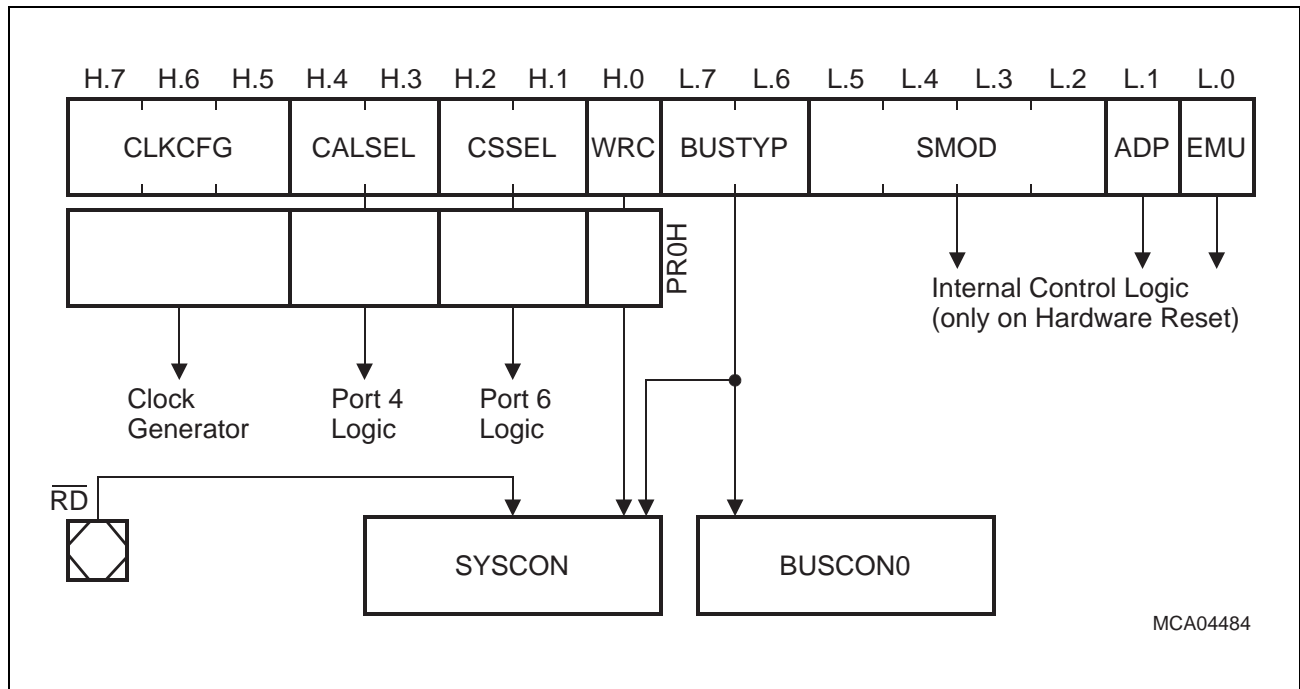 H.7 H.6 H.5 H.4 H.3 H.2 H.1 H.0 L.7 L.6 L.5 L.4 L.3 L.2 L.1 L.0
CLKCFG CALSEL CSSEL WRC BUSTYP SMOD ADP EMU
PR0H
Internal Control Logic
(only on Hardware Reset)
Clock
Generator
Port 4
Logic
Port 6
Logic
RD
SYSCON
BUSCON0
MCA04484